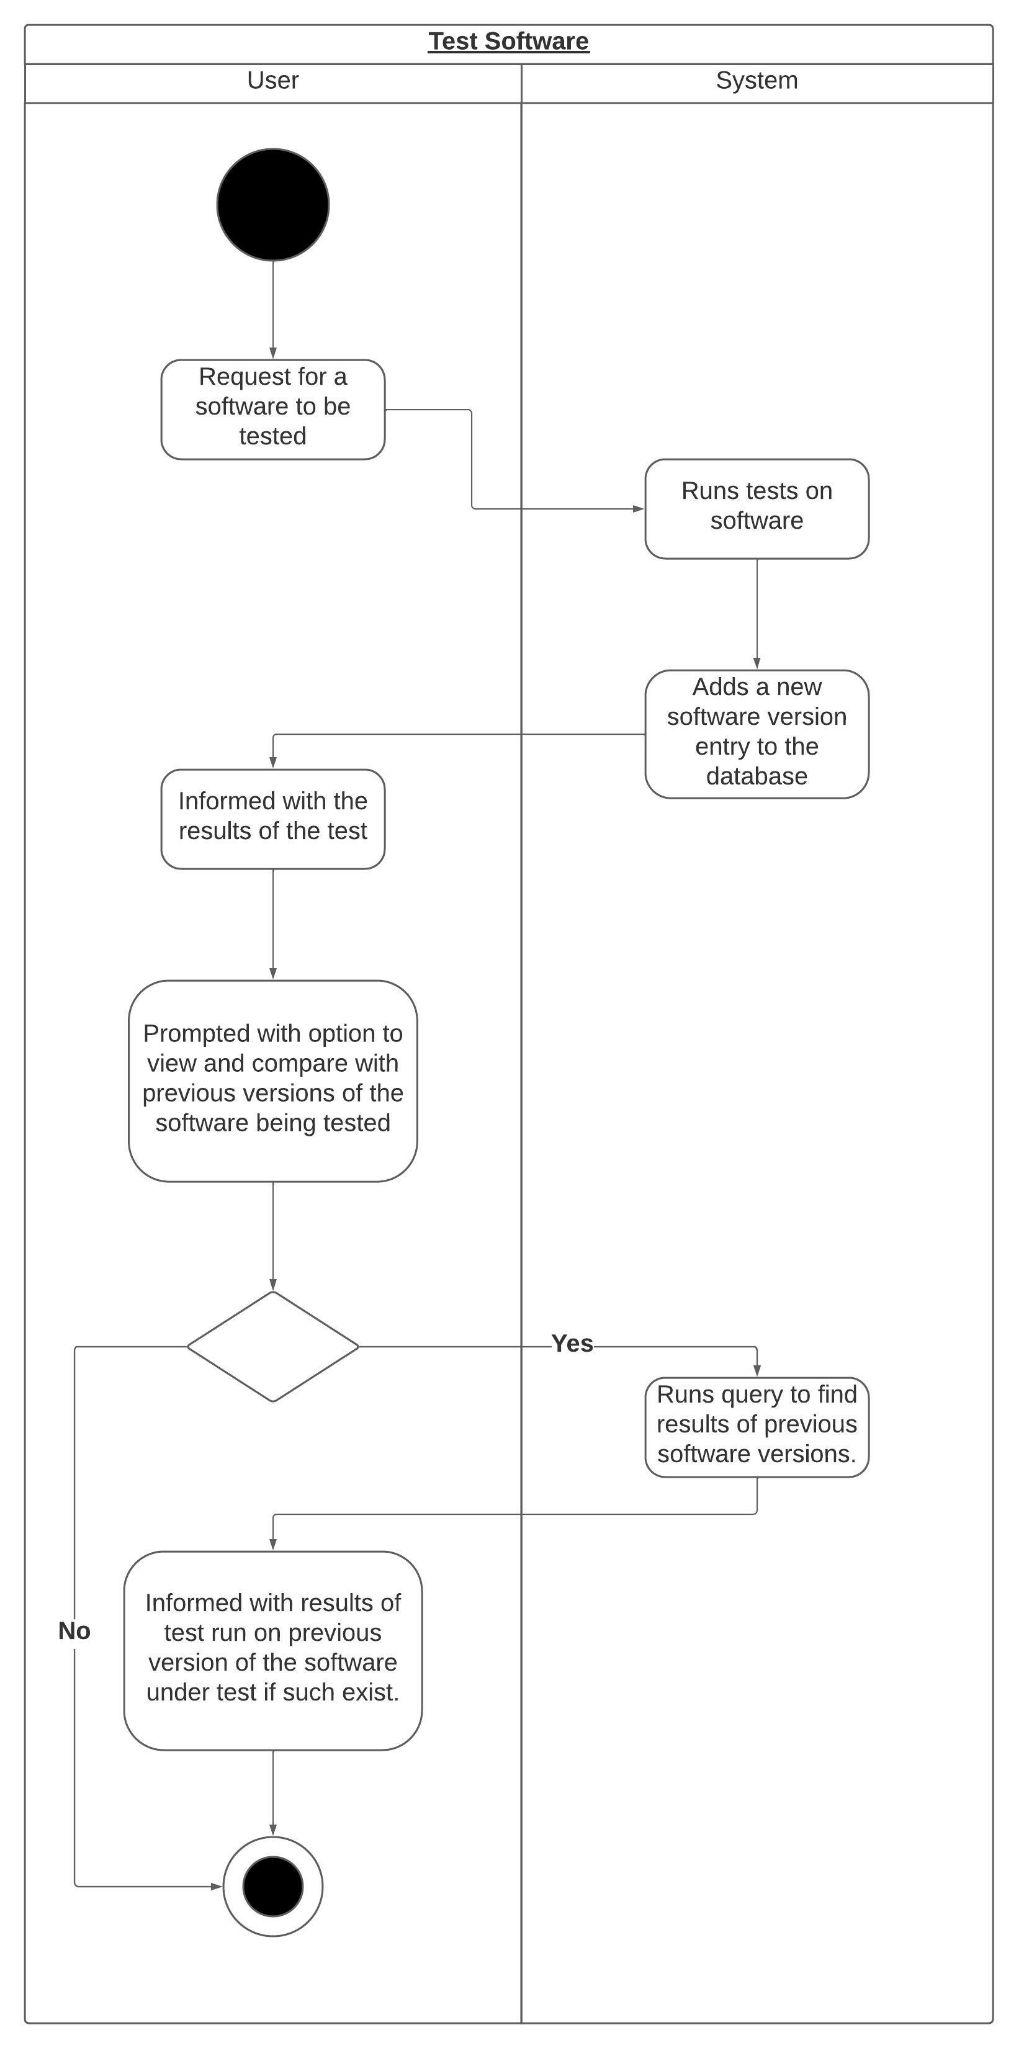 Test Software
User
System
Request for a
software to be
tested
Runs tests on
software
Adds a new
software version
entry to the
database
Informed with the
results of the test
Prompted with option to
view and compare with
previous versions of the
software being tested
Yes
Runs query to find
results of previous
software versions.
Informed with results of
test run on previous
version of the software
under test if such exist.
No